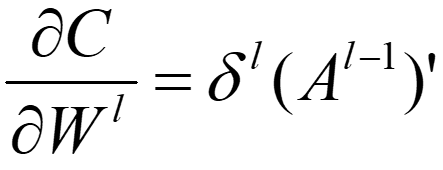 ∂C/∂W^l = δ^l (A^{l−1})'